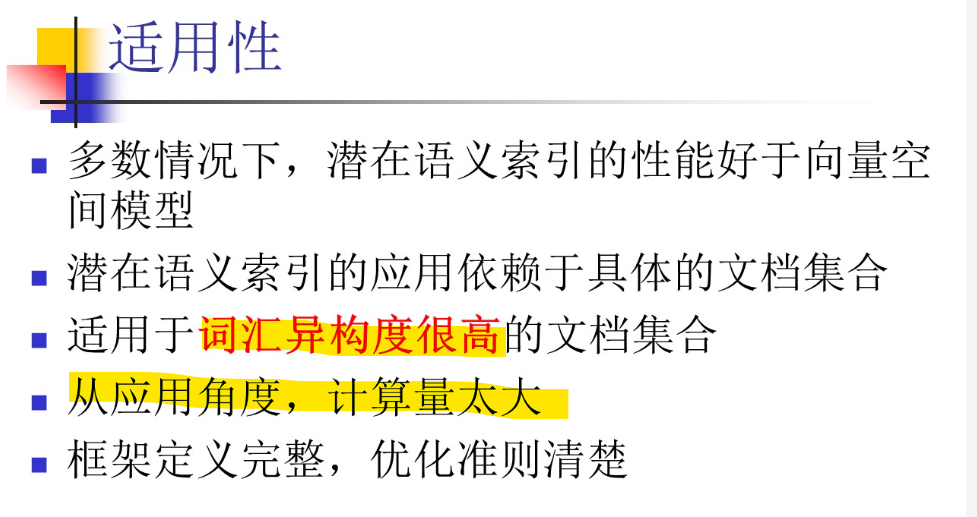 适用性
多数情况下，潜在语义索引的性能好于向量空
间模型
潜在语义索引的应用依赖于具体的文档集合
适用于词汇异构度很高的文档集合
从应用角度，计算量太大
框架定义完整，优化准则清楚